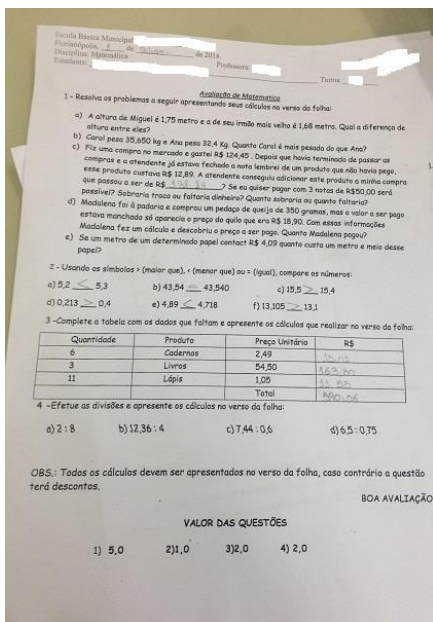 Escola Básica Municipal
Florianópolis, de de 2018.
Disciplina: Matemática
Estudante: Professora:
Turma
Avaliação de Matemática
1 - Resolva os problemas a seguir apresentando seus cálculos no verso da folha:
a) A altura de Miguel é 1,75 metro e a de seu irmão mais velho é 1,68 metro. Qual a diferença de
altura entre eles?
b) Carol pesa 35,650 kg e Ana pesa 32,4 Kg. Quanto Carol é mais pesada do que Ana?
c) Fiz uma compra no mercado e gastei R$ 124,45. Depois que havia terminado de passar as
compras e a atendente já estava fechado a nota lembrei de um produto que não havia pego,
esse produto custava R$ 12,89. A atendente conseguiu adicionar este produto a minha compra
que passou a ser de R$ ? Se eu quiser pagar com 3 notas de R$50,00 será
possível? Sobraria troco ou faltaria dinheiro? Quanto sobraria ou quanto faltaria?
d) Madalena foi à padaria e comprou um pedaço de queijo de 350 gramas, mas o valor a ser pago
estava manchado só aparecia o preço do quilo que era R$ 18,90. Com essas informações
Madalena fez um cálculo e descobriu o preço a ser pago. Quanto Madalena pagou?
e) Se um metro de um determinado papel contact R$ 4,09 quanto custa um metro e meio desse
papel?
2 - Usando os símbolos > (maior que), < (menor que) ou = (igual), compare os números:
a) 5,2 < 5,3 b) 43,54 = 43,540 c) 15,5 > 15,4
d) 0,213 > 0,4 e) 4,89 < 4,718 f) 13,105 > 13,1
3 -Complete a tabela com os dados que faltam e apresente os cálculos que realizar no verso da folha:
Quantidade Produto Preço Unitário R$
6 Cadernos 2,49
3 Livros 54,50
11 Lápis 1,05 11,55
Total
4 -Efetue as divisões e apresente os cálculos no verso da folha:
a) 2 : 8 b) 12,36 : 4 c) 7,44 : 0,6 d) 6,5 : 0,75
OBS.: Todos os cálculos devem ser apresentados no verso da folha, caso contrário a questão
terá descontos.
BOA AVALIAÇÃO
VALOR DAS QUESTÕES
1) 5,0 2)1,0 3)2,0 4) 2,0